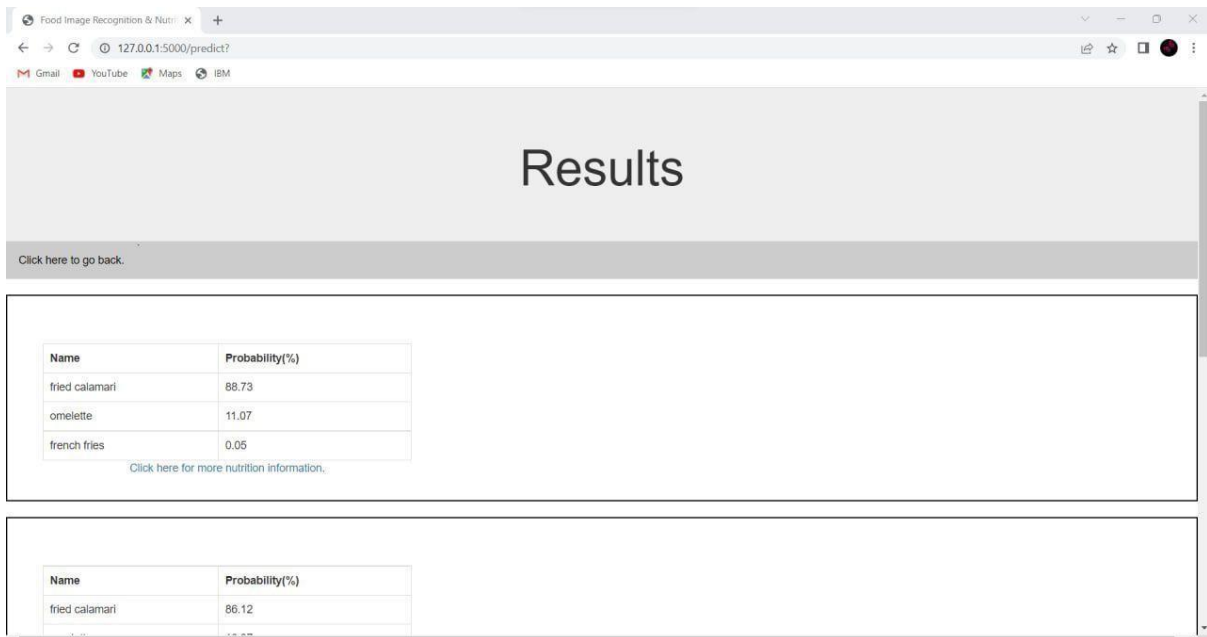 Food Image Recognition & Nutri
127.0.0.1:5000/predict?
Gmail YouTube Maps IBM
Results
Click here to go back.
Name Probability(%)
fried calamari 88.73
omelette 11.07
french fries 0.05
Click here for more nutrition information.
Name Probability(%)
fried calamari 86.12